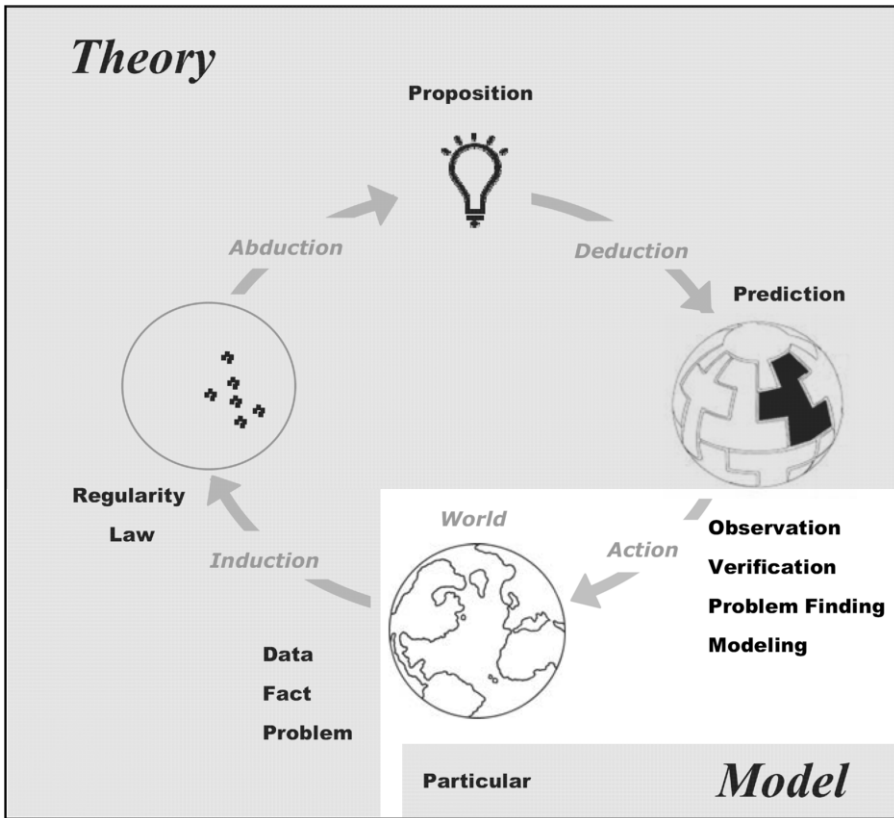 Theory
Proposition
Abduction
Deduction
Prediction
Regularity
Law
World
Induction
Action
Observation
Verification
Problem Finding
Modeling
Data
Fact
Problem
Particular
Model